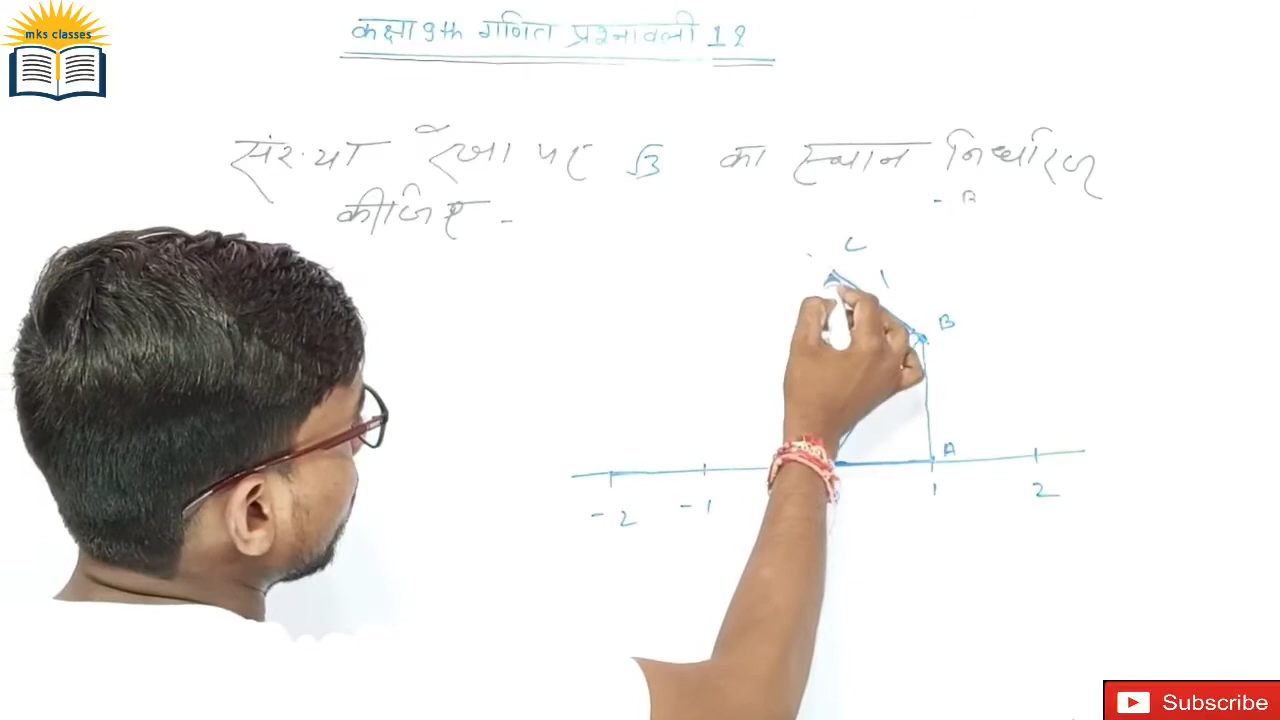 mks classes
कक्षा 9th गणित प्रश्नावली 1.2
संख्या रेखा पर √3 का स्थान निर्धारण
कीजिए -
- B
C
1
B
A
-2 -1 1 2
Subscribe